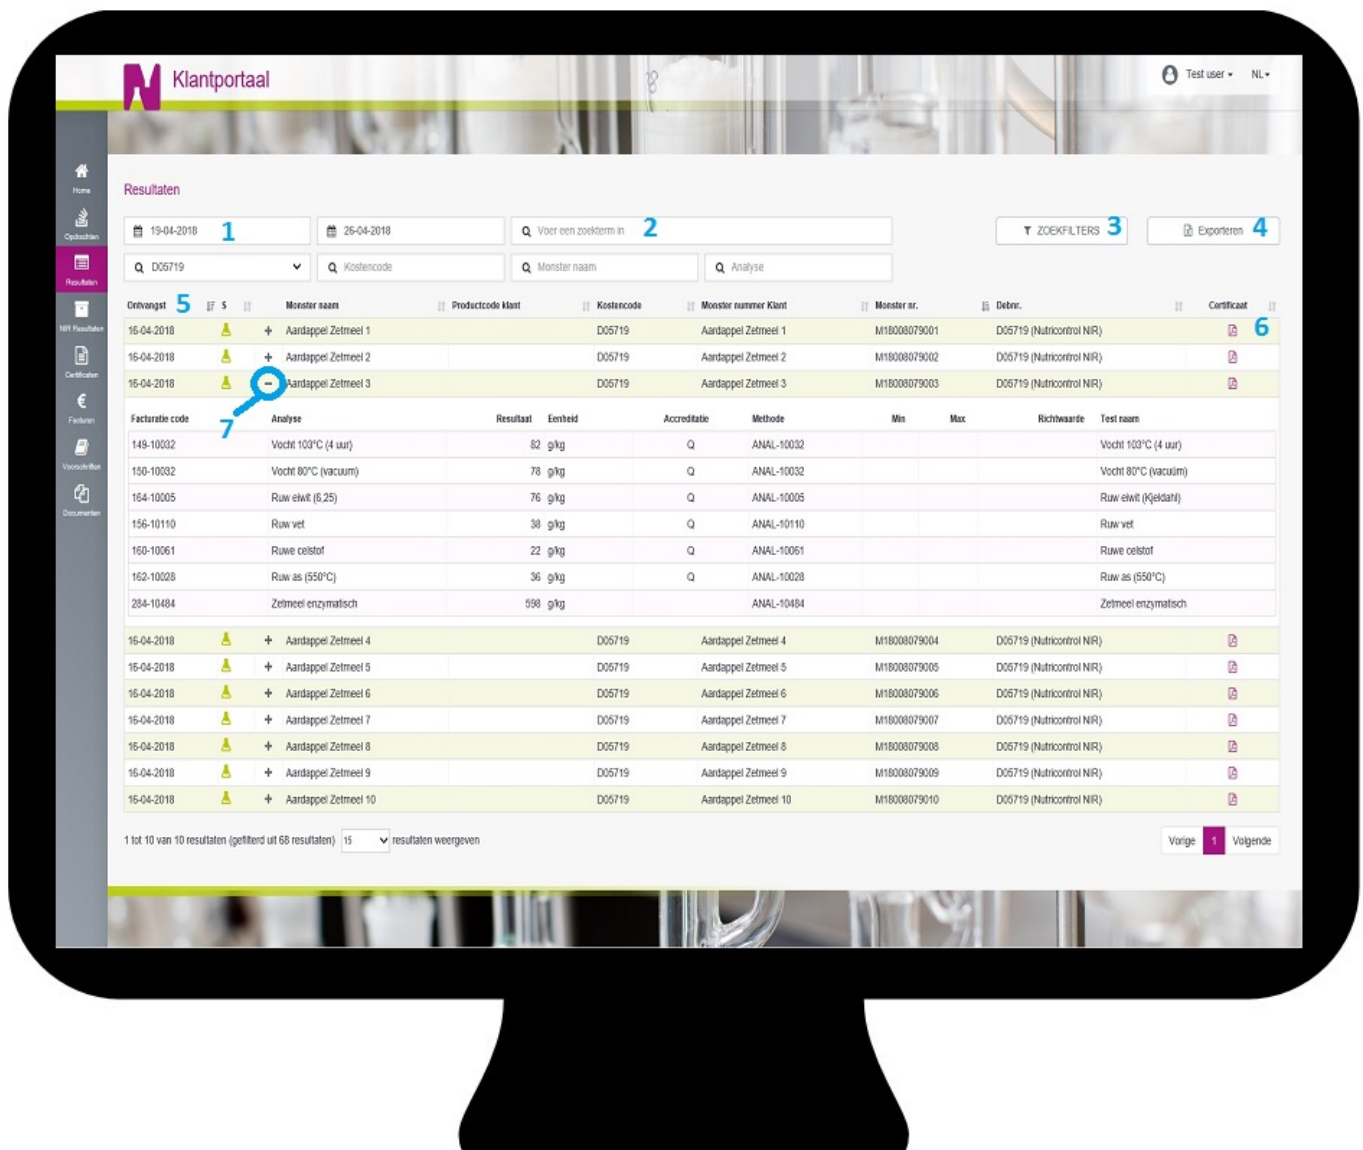 Klantportaal
Test user NL
Home
Opdrachten
Resultaten
NIR Resultaten
Certificaten
Facturen
Voorschriften
Documenten
Resultaten
19-04-2018 1 26-04-2018 Voer een zoekterm in 2 ZOEKFILTERS 3 Exporteren 4
D05719 Kostencode Monster naam Analyse
Ontvangst 5 S Monster naam Productcode klant Kostencode Monster nummer Klant Monster nr. Debnr. Certificaat
16-04-2018 + Aardappel Zetmeel 1 D05719 Aardappel Zetmeel 1 M18008079001 D05719 (Nutricontrol NIR) 6
16-04-2018 + Aardappel Zetmeel 2 D05719 Aardappel Zetmeel 2 M18008079002 D05719 (Nutricontrol NIR)
16-04-2018 - Aardappel Zetmeel 3 D05719 Aardappel Zetmeel 3 M18008079003 D05719 (Nutricontrol NIR)
7
Facturatie code Analyse Resultaat Eenheid Accreditatie Methode Min Max Richtwaarde Test naam
149-10032 Vocht 103°C (4 uur) 82 g/kg Q ANAL-10032 Vocht 103°C (4 uur)
150-10032 Vocht 80°C (vacuum) 78 g/kg Q ANAL-10032 Vocht 80°C (vacuüm)
164-10005 Ruw eiwit (6,25) 76 g/kg Q ANAL-10005 Ruw eiwit (Kjeldahl)
156-10110 Ruw vet 38 g/kg Q ANAL-10110 Ruw vet
160-10061 Ruwe celstof 22 g/kg Q ANAL-10061 Ruwe celstof
162-10028 Ruw as (550°C) 36 g/kg Q ANAL-10028 Ruw as (550°C)
284-10484 Zetmeel enzymatisch 598 g/kg ANAL-10484 Zetmeel enzymatisch
16-04-2018 + Aardappel Zetmeel 4 D05719 Aardappel Zetmeel 4 M18008079004 D05719 (Nutricontrol NIR)
16-04-2018 + Aardappel Zetmeel 5 D05719 Aardappel Zetmeel 5 M18008079005 D05719 (Nutricontrol NIR)
16-04-2018 + Aardappel Zetmeel 6 D05719 Aardappel Zetmeel 6 M18008079006 D05719 (Nutricontrol NIR)
16-04-2018 + Aardappel Zetmeel 7 D05719 Aardappel Zetmeel 7 M18008079007 D05719 (Nutricontrol NIR)
16-04-2018 + Aardappel Zetmeel 8 D05719 Aardappel Zetmeel 8 M18008079008 D05719 (Nutricontrol NIR)
16-04-2018 + Aardappel Zetmeel 9 D05719 Aardappel Zetmeel 9 M18008079009 D05719 (Nutricontrol NIR)
16-04-2018 + Aardappel Zetmeel 10 D05719 Aardappel Zetmeel 10 M18008079010 D05719 (Nutricontrol NIR)
1 tot 10 van 10 resultaten (gefilterd uit 68 resultaten) 15 resultaten weergeven Vorige 1 Volgende